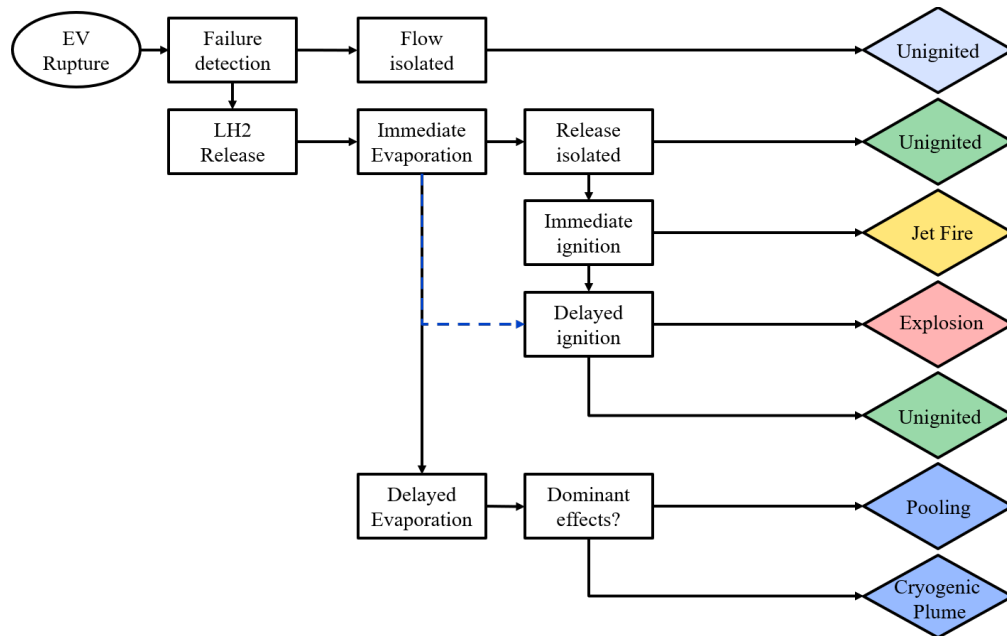 EV
Rupture
Failure
detection
Flow
isolated
Unignited
LH2
Release
Immediate
Evaporation
Release
isolated
Unignited
Immediate
ignition
Jet Fire
Delayed
ignition
Explosion
Unignited
Delayed
Evaporation
Dominant
effects?
Pooling
Cryogenic
Plume